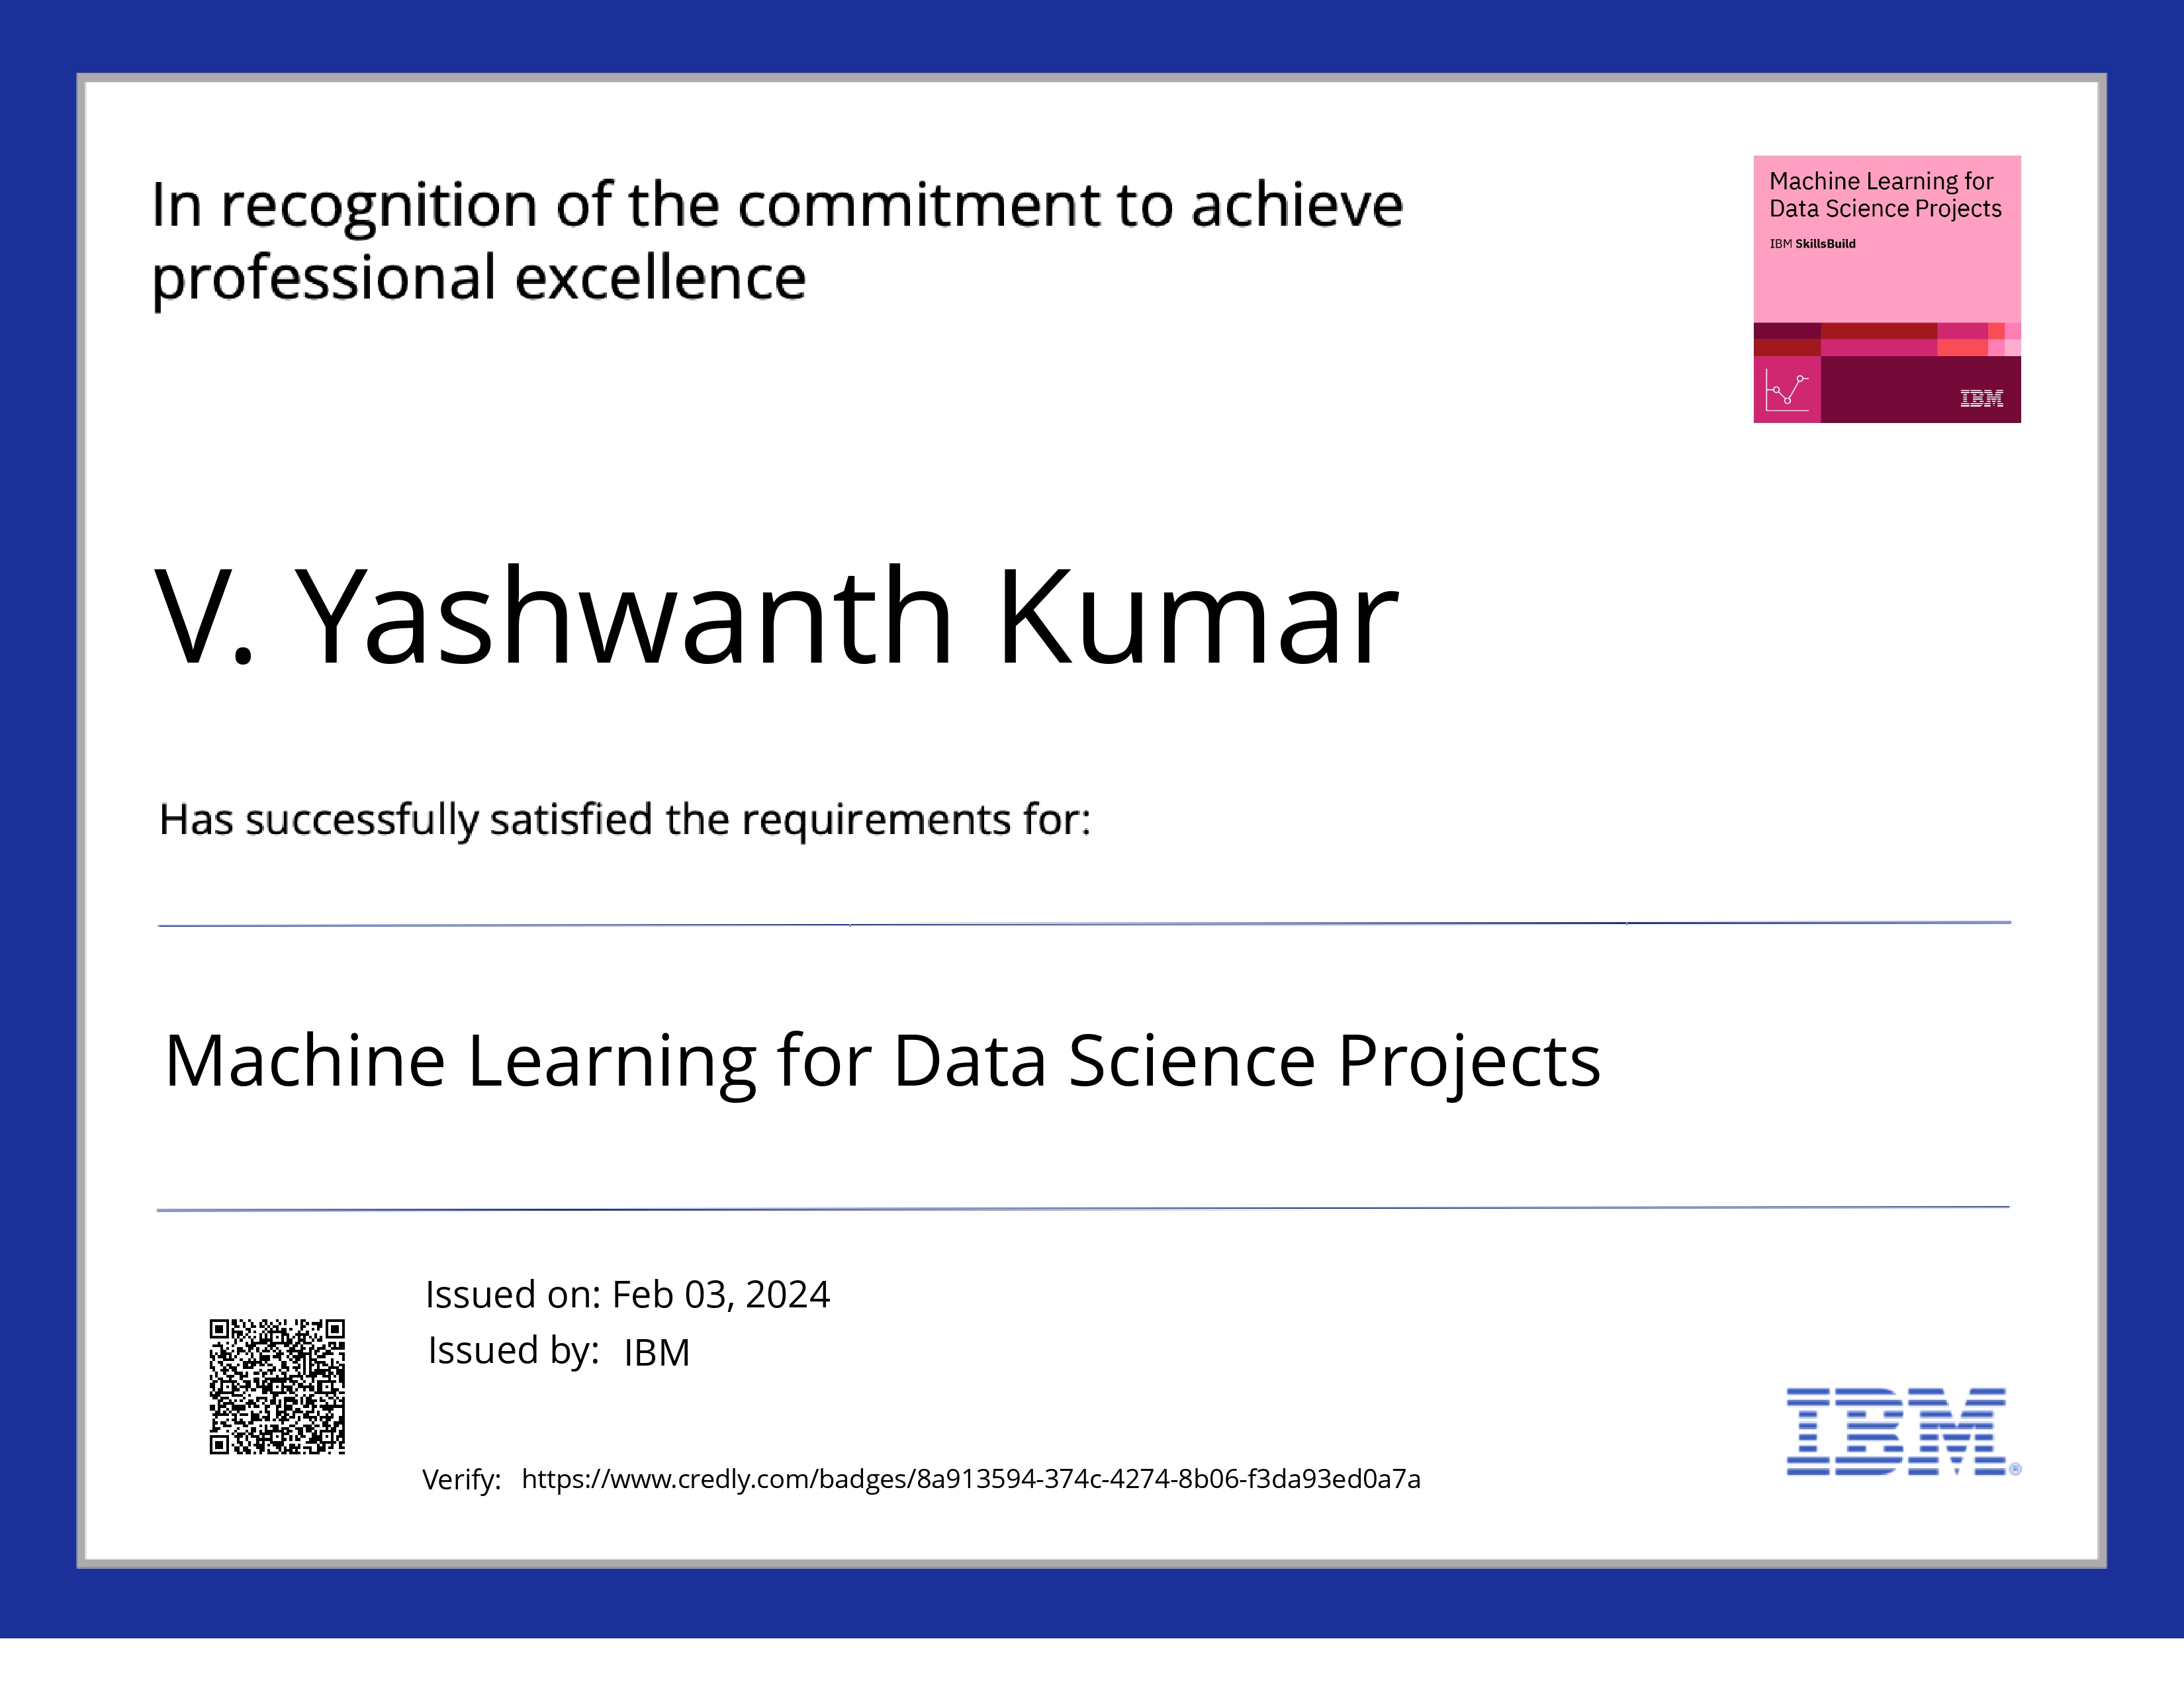 In recognition of the commitment to achieve
professional excellence
Machine Learning for
Data Science Projects
IBM SkillsBuild
IBM
V. Yashwanth Kumar
Has successfully satisfied the requirements for:
Machine Learning for Data Science Projects
Issued on: Feb 03, 2024
Issued by: IBM
Verify: https://www.credly.com/badges/8a913594-374c-4274-8b06-f3da93ed0a7a
IBM®